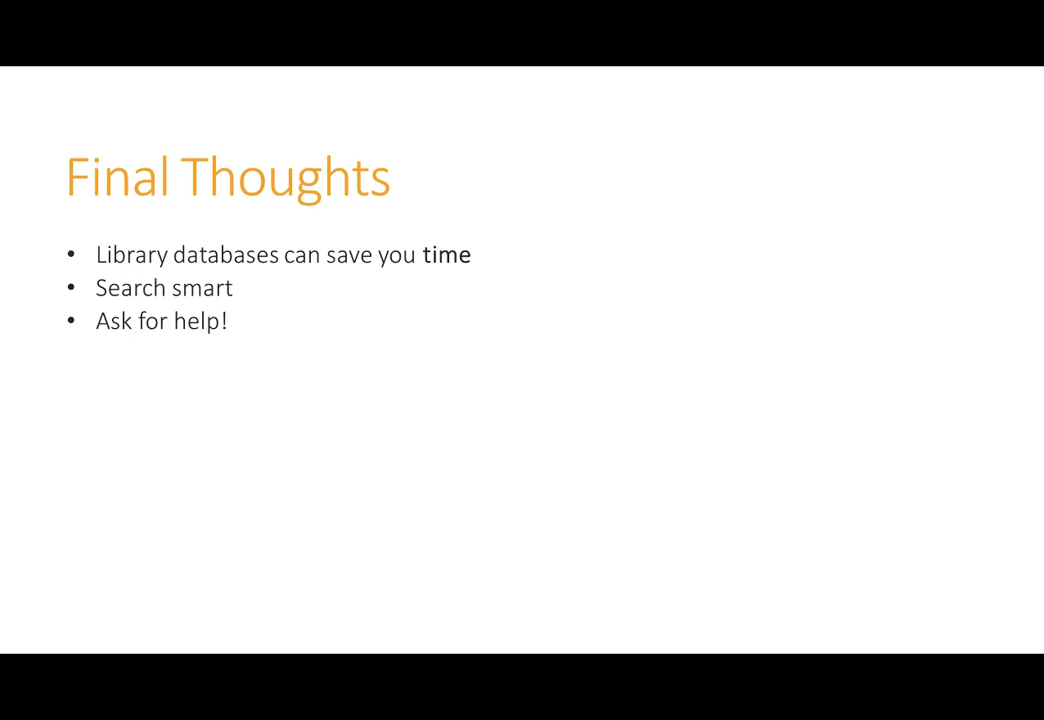 Final Thoughts
• Library databases can save you time
• Search smart
• Ask for help!